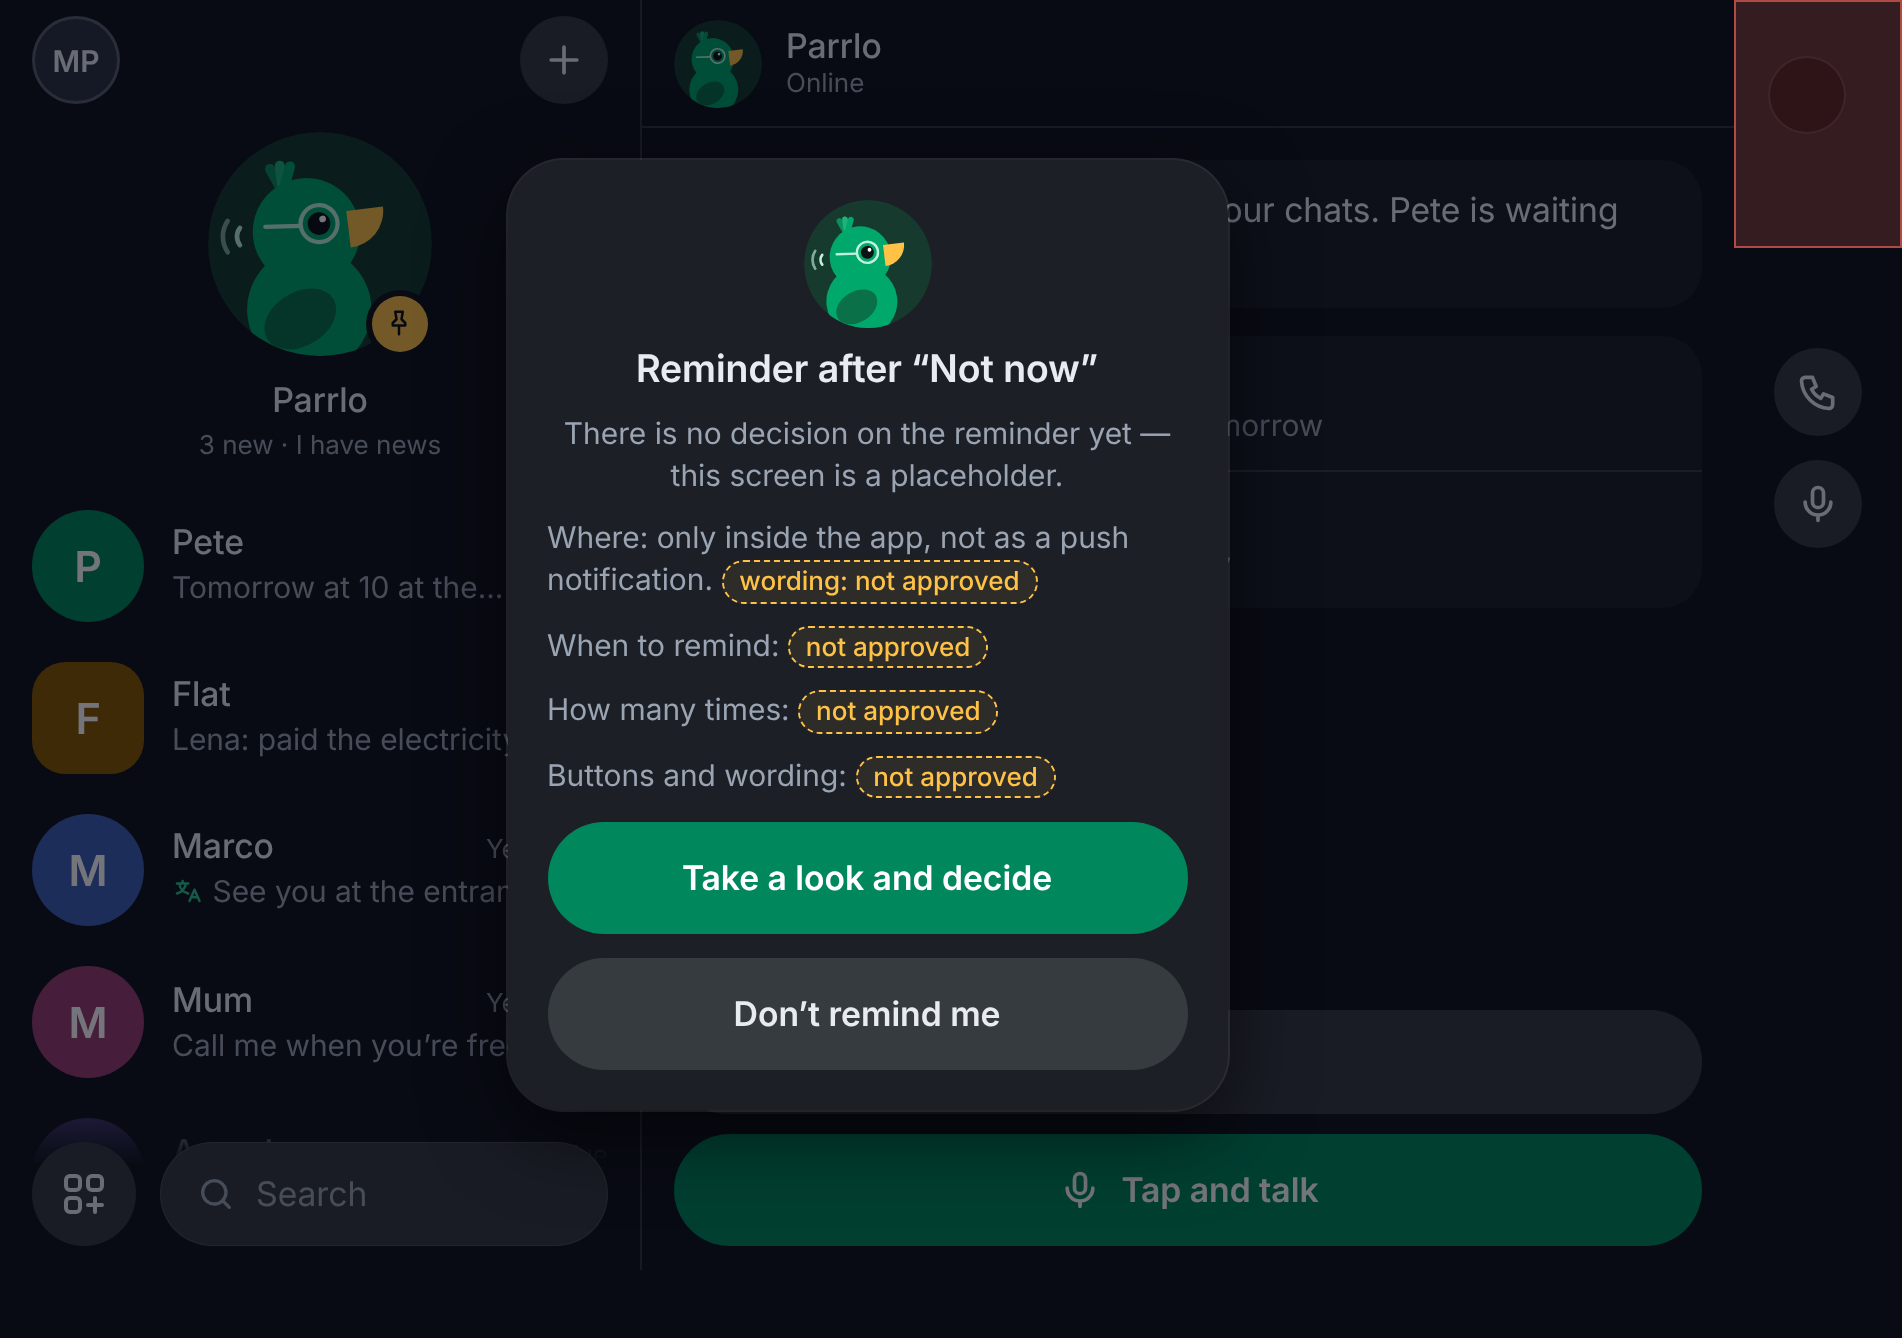 MP
Parrlo
Online
our chats. Pete is waiting
Parrlo
3 new · I have news
Pete
Tomorrow at 10 at the...
Flat
Lena: paid the electricity
Marco
See you at the entran
Mum
Call me when you’re fre
Search
P
F
M
M
Reminder after “Not now”
There is no decision on the reminder yet —
this screen is a placeholder.
Where: only inside the app, not as a push
notification. wording: not approved
When to remind: not approved
How many times: not approved
Buttons and wording: not approved
Take a look and decide
Don’t remind me
morrow
Tap and talk